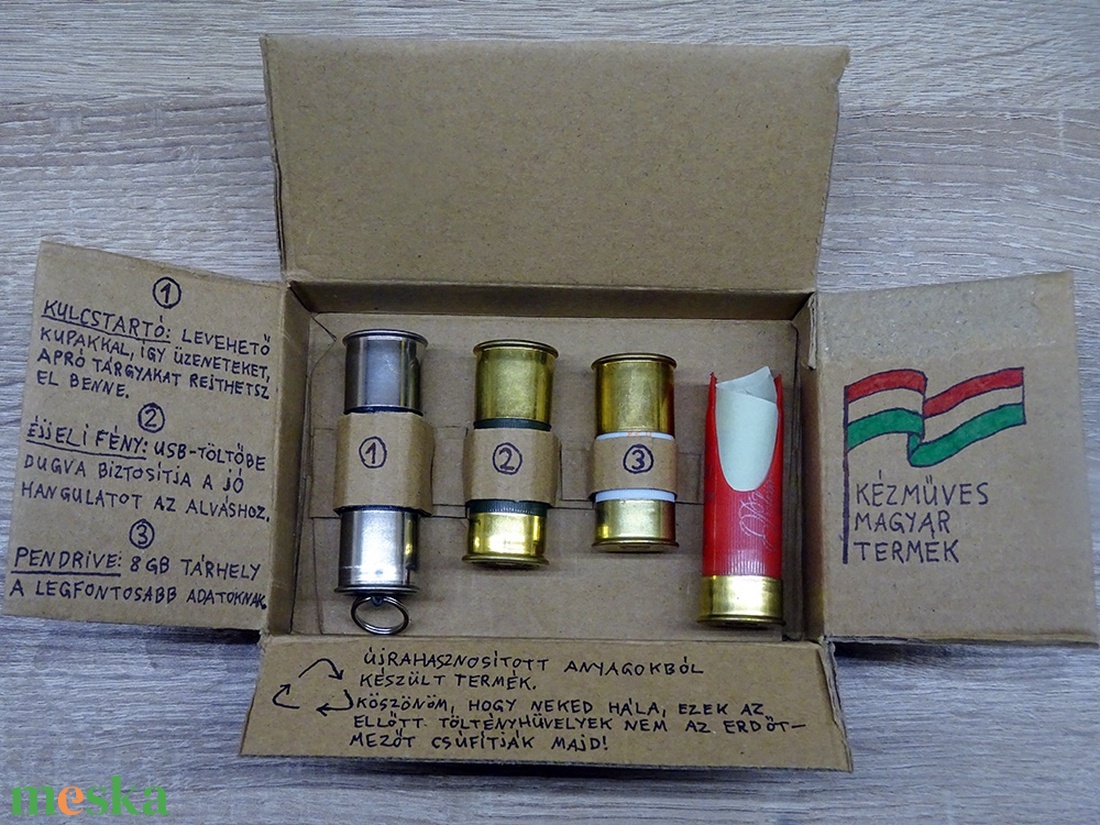 ①
KULCSTARTÓ: LEVEHETŐ
KUPAKKAL, ÍGY ÜZENETEKET,
APRÓ TÁRGYAKAT REJTHETSZ
EL BENNE.
②
ÉJJELI FÉNY: USB-TÖLTŐBE
DUGVA BIZTOSÍTJA A JÓ
HANGULATOT AZ ALVÁSHOZ.
③
PENDRIVE: 8 GB TÁRHELY
A LEGFONTOSABB ADATOKNAK.
①
②
③
KÉZMŰVES
MAGYAR
TERMÉK
ÚJRAHASZNOSÍTOTT ANYAGOKBÓL
KÉSZÜLT TERMÉK.
KÖSZÖNÖM, HOGY NEKED HÁLA, EZEK AZ
ELLŐTT TÖLTÉNYHÜVELYEK NEM AZ ERDŐT-
MEZŐT CSÚFÍTJÁK MAJD!
meska